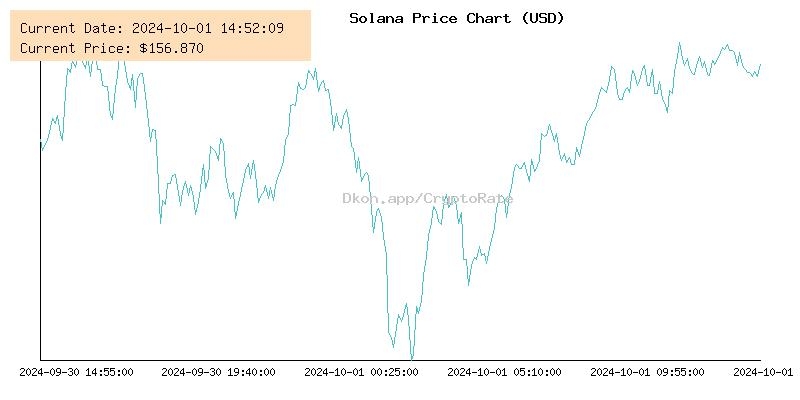 Solana Price Chart (USD)
Current Date: 2024-10-01 14:52:09
Current Price: $156.870
Dkon.app/CryptoRate
2024-09-30 14:55:00 2024-09-30 19:40:00 2024-10-01 00:25:00 2024-10-01 05:10:00 2024-10-01 09:55:00 2024-10-01